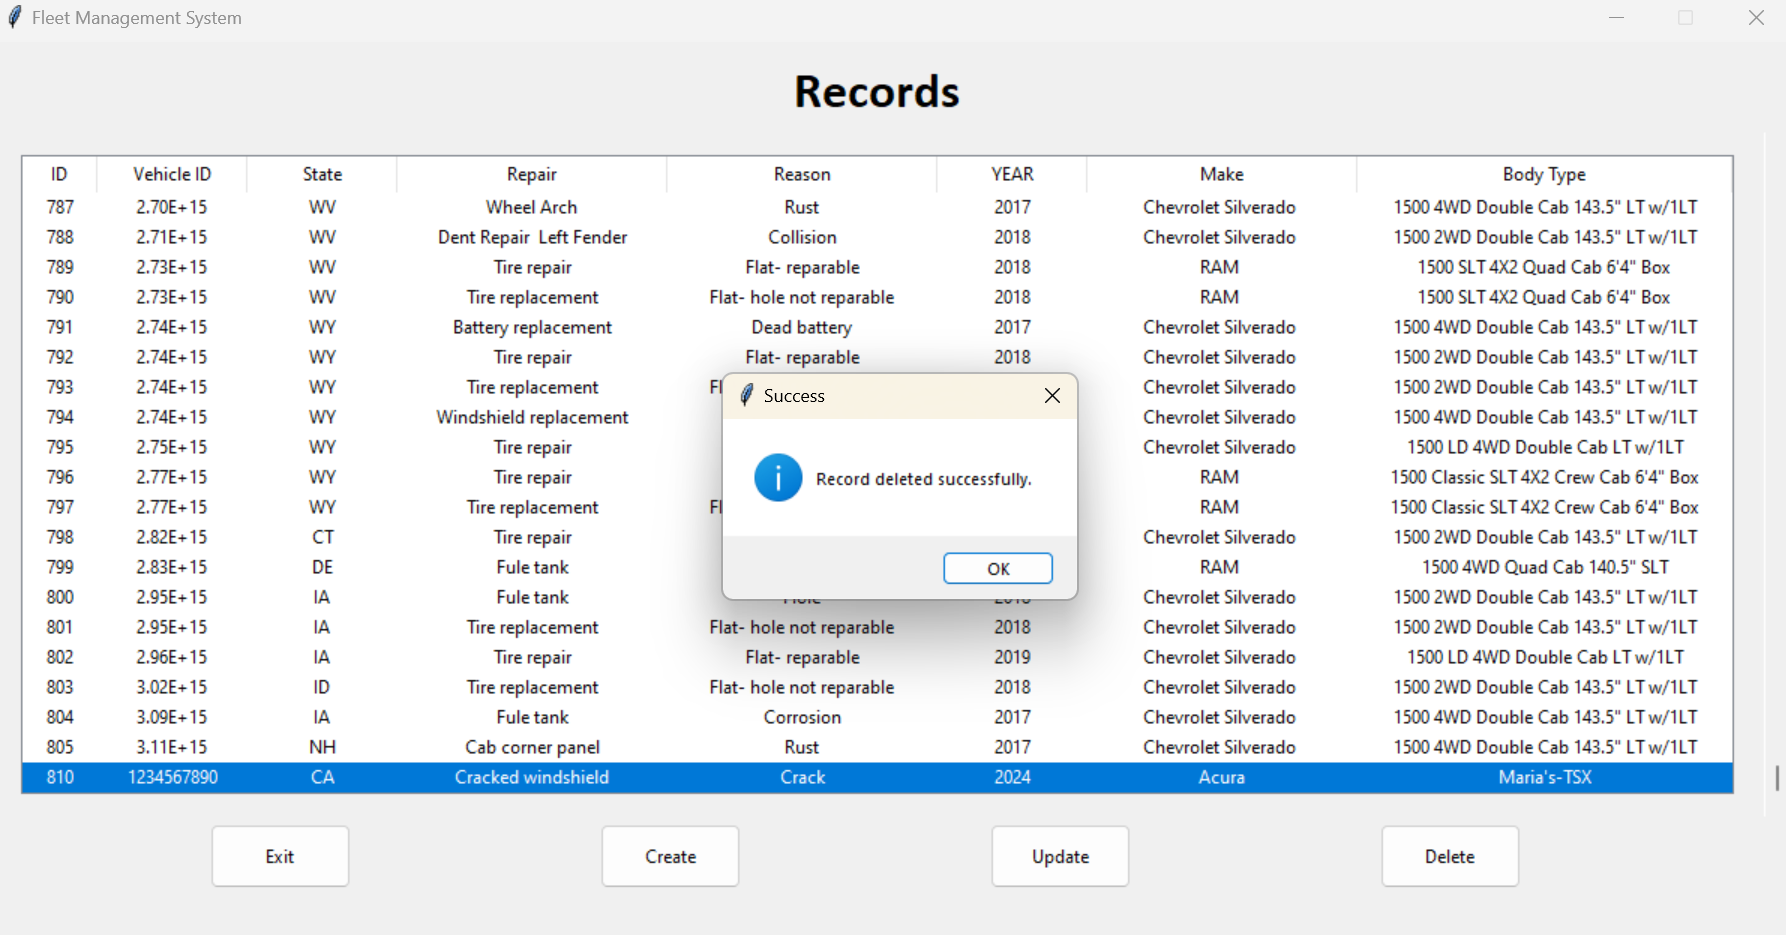 Fleet Management System
Records
ID Vehicle ID State Repair Reason YEAR Make Body Type
787 2.70E+15 WV Wheel Arch Rust 2017 Chevrolet Silverado 1500 4WD Double Cab 143.5" LT w/1LT
788 2.71E+15 WV Dent Repair Left Fender Collision 2018 Chevrolet Silverado 1500 2WD Double Cab 143.5" LT w/1LT
789 2.73E+15 WV Tire repair Flat- reparable 2018 RAM 1500 SLT 4X2 Quad Cab 6'4" Box
790 2.73E+15 WV Tire replacement Flat- hole not reparable 2018 RAM 1500 SLT 4X2 Quad Cab 6'4" Box
791 2.74E+15 WY Battery replacement Dead battery 2017 Chevrolet Silverado 1500 4WD Double Cab 143.5" LT w/1LT
792 2.74E+15 WY Tire repair Flat- reparable 2018 Chevrolet Silverado 1500 2WD Double Cab 143.5" LT w/1LT
793 2.74E+15 WY Tire replacement Chevrolet Silverado 1500 2WD Double Cab 143.5" LT w/1LT
794 2.74E+15 WY Windshield replacement Chevrolet Silverado 1500 4WD Double Cab 143.5" LT w/1LT
795 2.75E+15 WY Tire repair Chevrolet Silverado 1500 LD 4WD Double Cab LT w/1LT
796 2.77E+15 WY Tire repair RAM 1500 Classic SLT 4X2 Crew Cab 6'4" Box
797 2.77E+15 WY Tire replacement RAM 1500 Classic SLT 4X2 Crew Cab 6'4" Box
798 2.82E+15 CT Tire repair Chevrolet Silverado 1500 2WD Double Cab 143.5" LT w/1LT
799 2.83E+15 DE Fule tank RAM 1500 4WD Quad Cab 140.5" SLT
800 2.95E+15 IA Fule tank Chevrolet Silverado 1500 2WD Double Cab 143.5" LT w/1LT
801 2.95E+15 IA Tire replacement Flat- hole not reparable 2018 Chevrolet Silverado 1500 2WD Double Cab 143.5" LT w/1LT
802 2.96E+15 IA Tire repair Flat- reparable 2019 Chevrolet Silverado 1500 LD 4WD Double Cab LT w/1LT
803 3.02E+15 ID Tire replacement Flat- hole not reparable 2018 Chevrolet Silverado 1500 2WD Double Cab 143.5" LT w/1LT
804 3.09E+15 IA Fule tank Corrosion 2017 Chevrolet Silverado 1500 4WD Double Cab 143.5" LT w/1LT
805 3.11E+15 NH Cab corner panel Rust 2017 Chevrolet Silverado 1500 4WD Double Cab 143.5" LT w/1LT
810 1234567890 CA Cracked windshield Crack 2024 Acura Maria's-TSX
Success
Record deleted successfully.
OK
Exit Create Update Delete